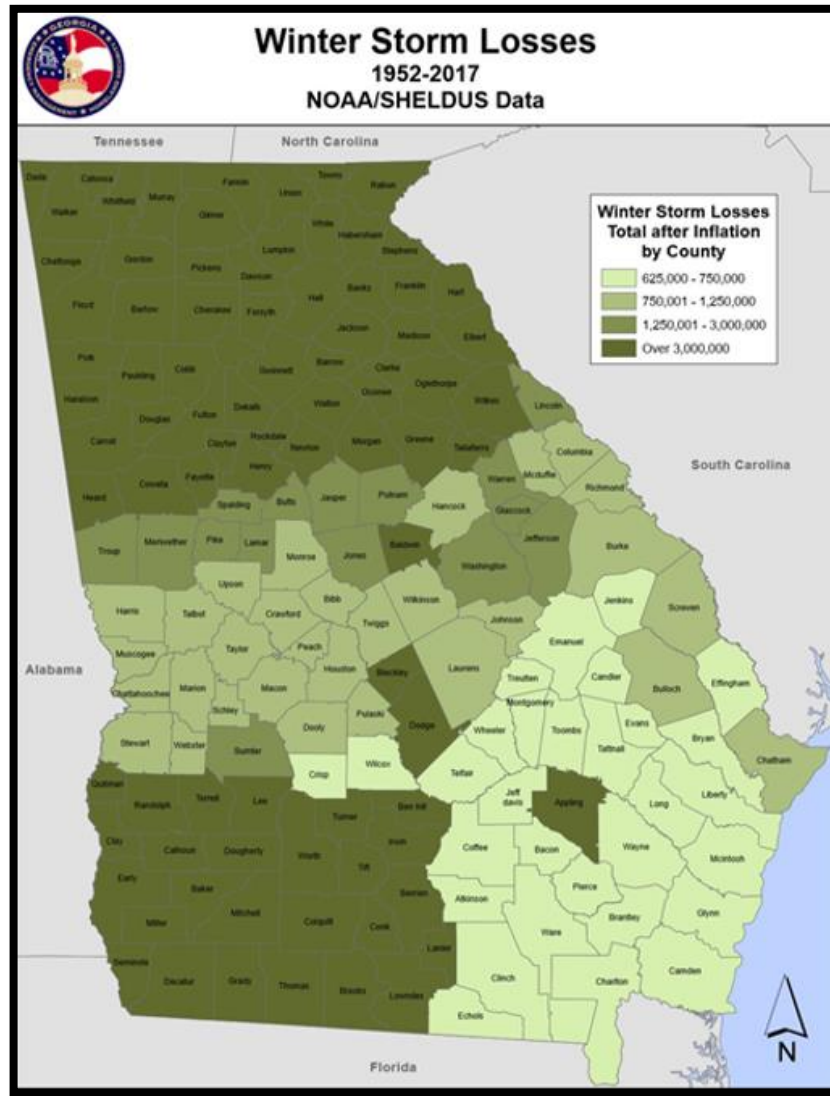 Winter Storm Losses
1952-2017
NOAA/SHELDUS Data
GEORGIA
Tennessee
North Carolina
Winter Storm Losses
Total after Inflation
by County
625,000 - 750,000
750,001 - 1,250,000
1,250,001 - 3,000,000
Over 3,000,000
Dade
Catoosa
Whitfield
Murray
Fannin
Union
Towns
Rabun
Walker
Gilmer
White
Habersham
Stephens
Lumpkin
Chattooga
Gordon
Pickens
Dawson
Banks
Franklin
Hart
Floyd
Bartow
Cherokee
Forsyth
Hall
Jackson
Madison
Elbert
Polk
Paulding
Cobb
Gwinnett
Barrow
Clarke
Oglethorpe
Oconee
Wilkes
Lincoln
Haralson
Douglas
Fulton
Dekalb
Walton
Carroll
Clayton
Rockdale
Newton
Morgan
Greene
Taliaferro
Columbia
Mcduffie
Warren
Richmond
South Carolina
Heard
Coweta
Fayette
Henry
Spalding
Butts
Jasper
Putnam
Hancock
Glascock
Jefferson
Burke
Troup
Meriwether
Pike
Lamar
Monroe
Jones
Baldwin
Washington
Upson
Bibb
Wilkinson
Johnson
Jenkins
Screven
Harris
Talbot
Crawford
Twiggs
Emanuel
Muscogee
Taylor
Peach
Houston
Bleckley
Laurens
Treutlen
Candler
Bulloch
Effingham
Alabama
Chattahoochee
Marion
Macon
Schley
Dooly
Pulaski
Dodge
Montgomery
Wheeler
Toombs
Tattnall
Evans
Bryan
Chatham
Stewart
Webster
Sumter
Crisp
Wilcox
Telfair
Liberty
Quitman
Randolph
Terrell
Lee
Turner
Ben hill
Jeff
davis
Appling
Long
Clay
Calhoun
Dougherty
Worth
Irwin
Tift
Coffee
Bacon
Wayne
Mcintosh
Early
Baker
Berrien
Atkinson
Pierce
Miller
Mitchell
Colquitt
Cook
Ware
Brantley
Glynn
Seminole
Lanier
Clinch
Charlton
Camden
Decatur
Grady
Thomas
Brooks
Lowndes
Echols
Florida
N